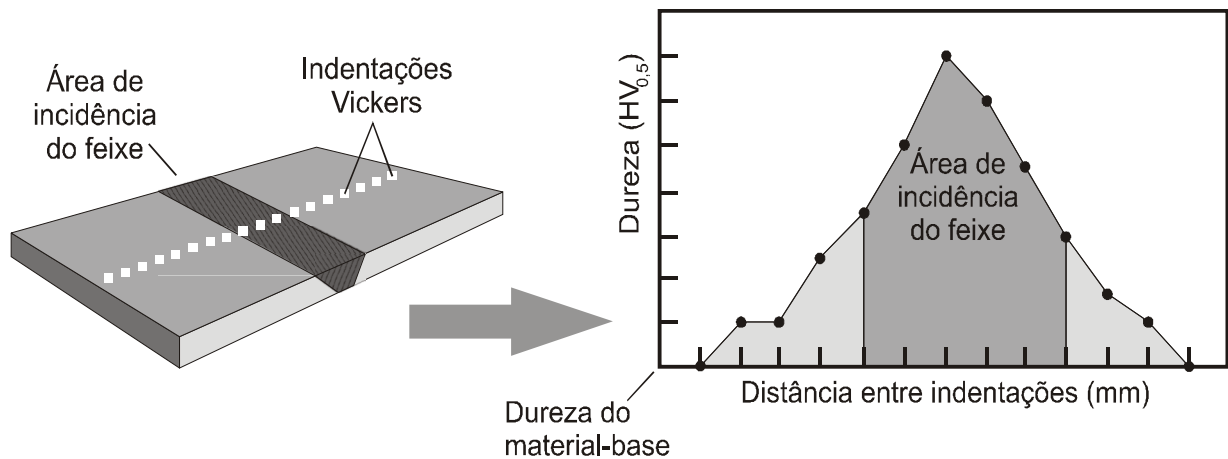 Área de
incidência
do feixe
Indentações
Vickers
Dureza (HV0,5)
Área de
incidência
do feixe
Distância entre indentações (mm)
Dureza do
material-base